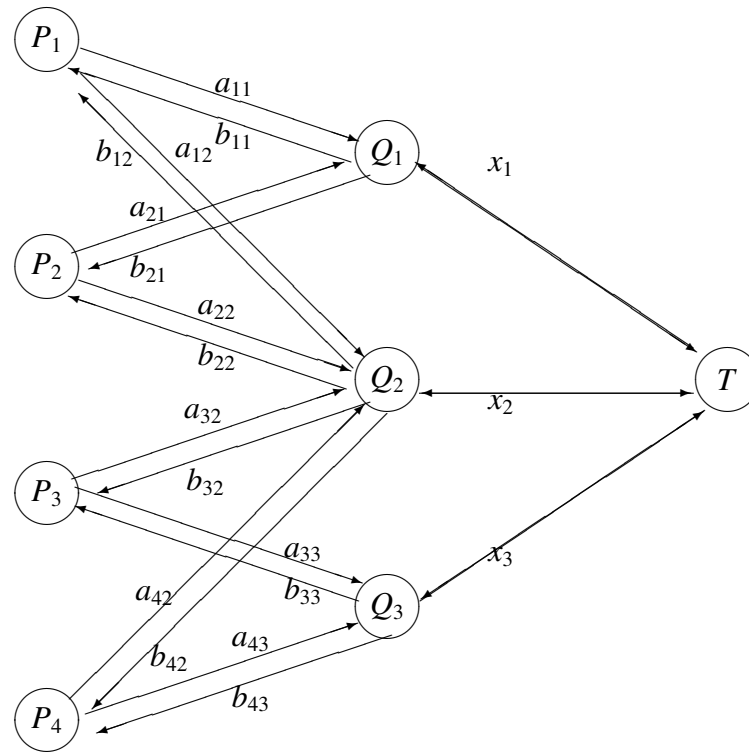 P₁
a₁₁
b₁₁
a₁₂
b₁₂
Q₁
x₁
a₂₁
P₂
b₂₁
a₂₂
b₂₂
Q₂
T
x₂
a₃₂
b₃₂
P₃
a₃₃
x₃
b₃₃
a₄₂
Q₃
a₄₃
b₄₂
b₄₃
P₄